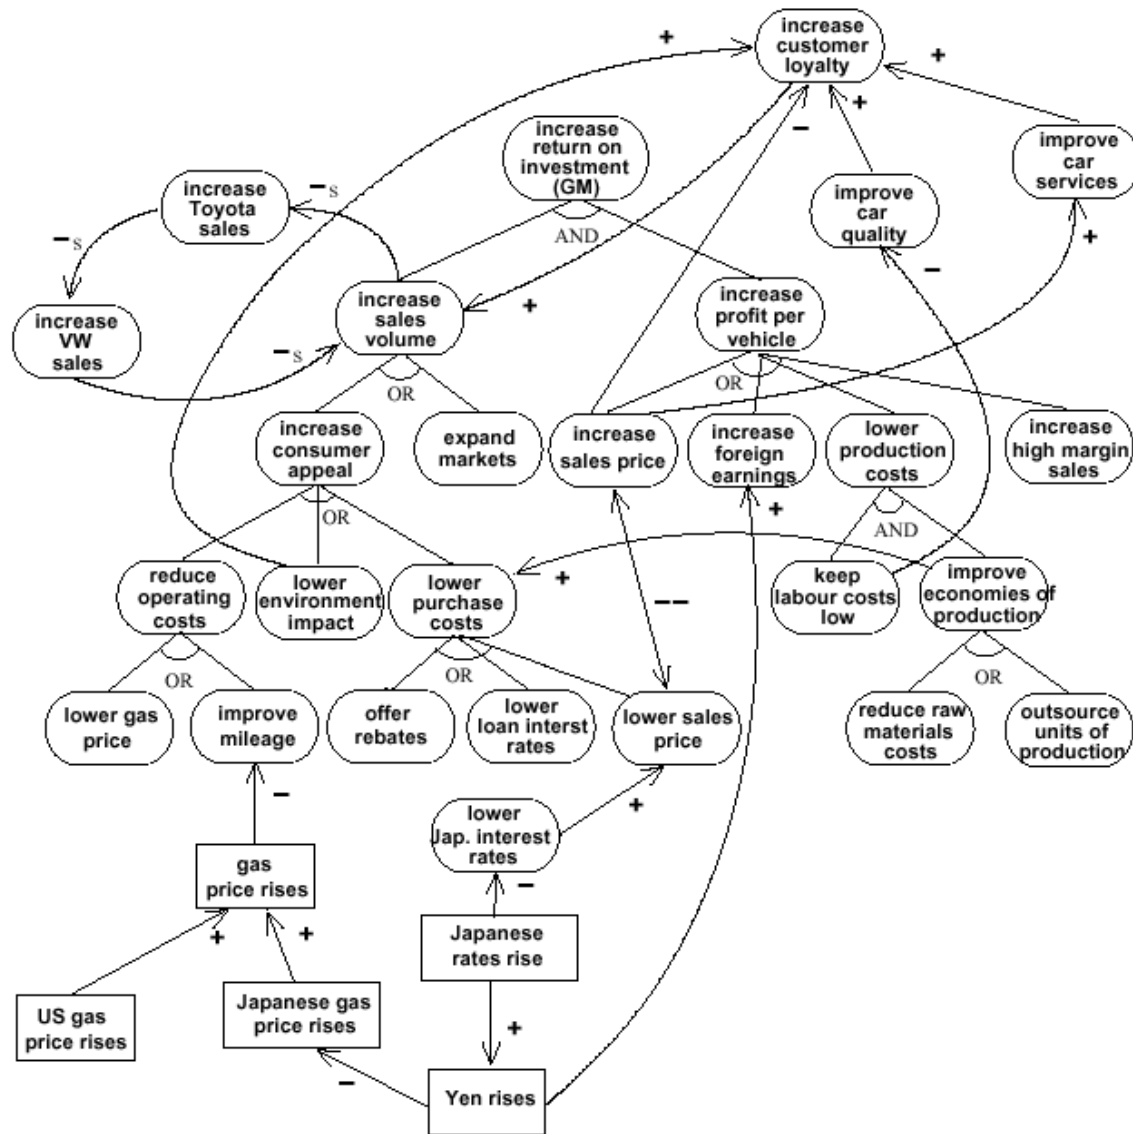 increase
customer
loyalty
+
+
increase
return on
investment
(GM)
AND
improve
car
services
+
–
+
increase
Toyota
sales
–S
improve
car
quality
–
–S
increase
VW
sales
–S
increase
sales
volume
+
OR
increase
profit per
vehicle
OR
increase
consumer
appeal
OR
expand
markets
increase
sales price
increase
foreign
earnings
+
lower
production
costs
AND
increase
high margin
sales
reduce
operating
costs
OR
lower
environment
impact
lower
purchase
costs
OR
+
– –
keep
labour costs
low
improve
economies of
production
OR
lower gas
price
improve
mileage
–
offer
rebates
lower
loan interst
rates
lower sales
price
+
reduce raw
materials
costs
outsource
units of
production
lower
Jap. interest
rates
–
gas
price rises
+
+
Japanese
rates rise
+
US gas
price rises
Japanese gas
price rises
–
Yen rises